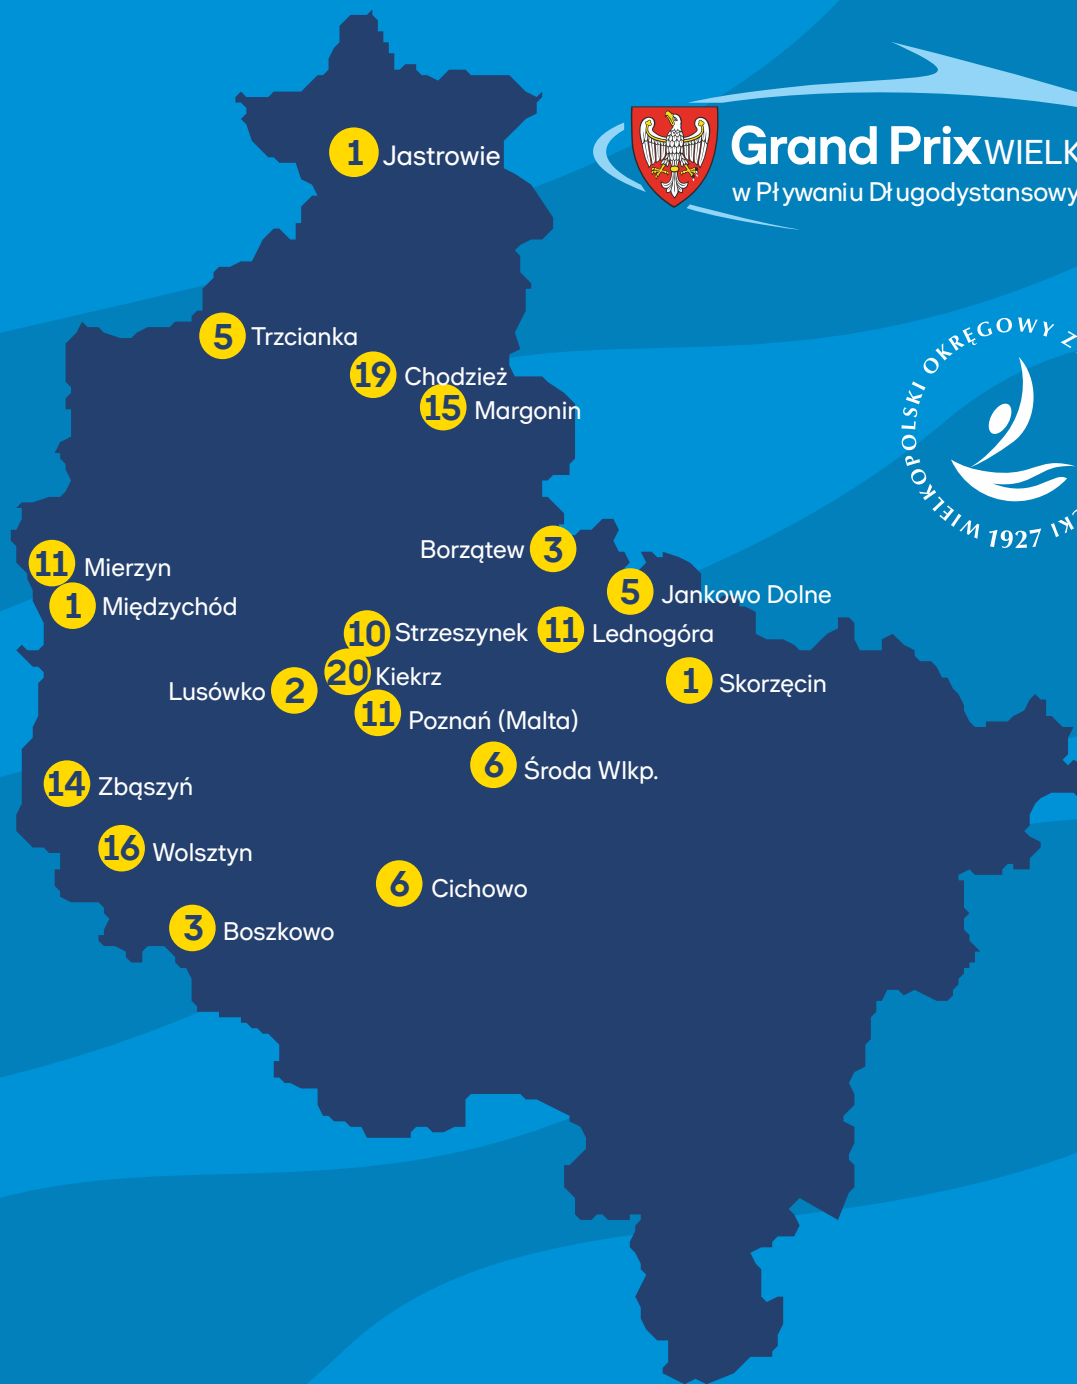 Grand Prix WIELK
w Pływaniu Długodystansowy
1 Jastrowie
WIELKOPOLSKI OKRĘGOWY Z
1927
5 Trzcianka
19 Chodzież
15 Margonin
Borzątew 3
11 Mierzyn
5 Jankowo Dolne
1 Międzychód
10 Strzeszynek
11 Lednogóra
20 Kiekrz
1 Skorzęcin
Lusówko 2
11 Poznań (Malta)
6 Środa Wlkp.
14 Zbąszyń
16 Wolsztyn
6 Cichowo
3 Boszkowo